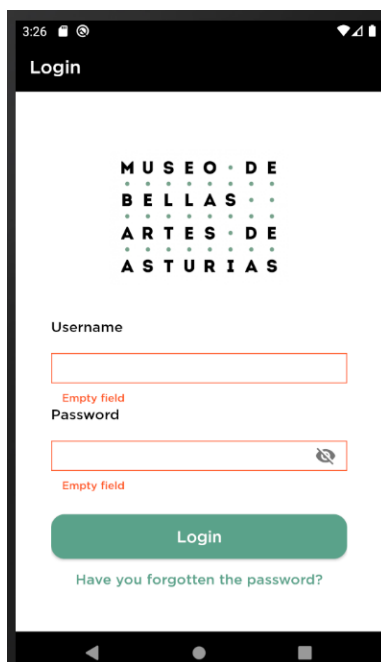 3:26
Login
MUSEO·DE
BELLAS··
ARTES·DE
ASTURIAS
Username
Empty field
Password
Empty field
Login
Have you forgotten the password?